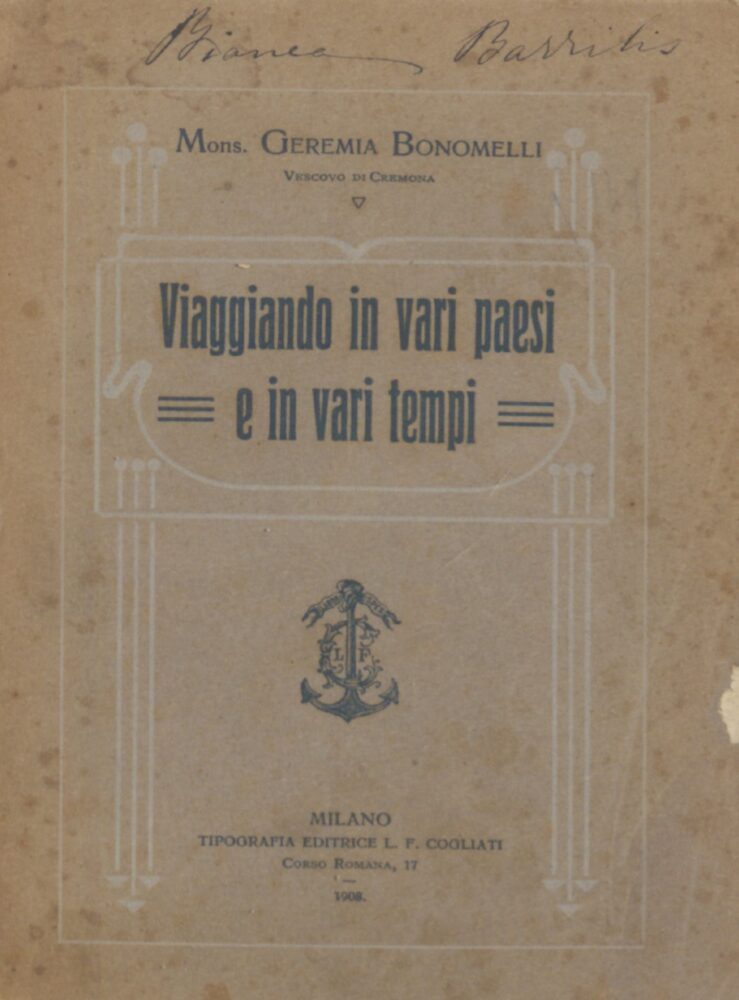 Bianca Barrilis
Mons. GEREMIA BONOMELLI
VESCOVO DI CREMONA
Viaggiando in vari paesi
e in vari tempi
L F
MILANO
TIPOGRAFIA EDITRICE L. F. COGLIATI
CORSO ROMANA, 17
1908.